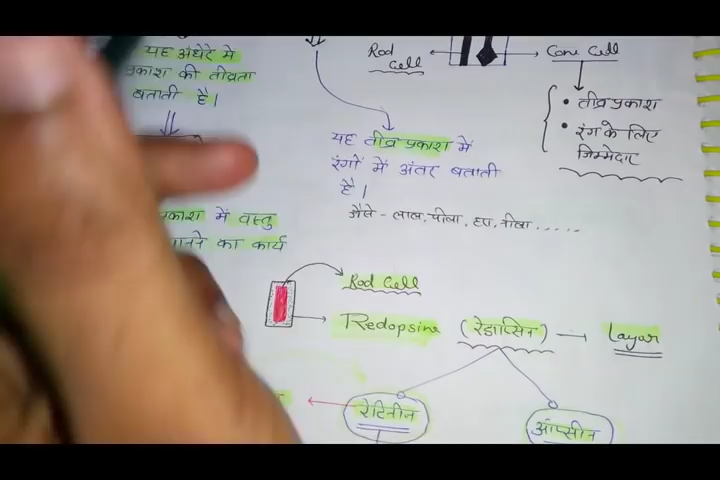 यह अंधेरे मे
प्रकाश की तीव्रता
बताती है।
प्रकाश में वस्तु
का कार्य
Rod Cell
Cone Cell
• तीव्र प्रकाश
• रंग के लिए
जिम्मेदार
यह तीव्र प्रकाश में
रंगों में अंतर बताती
है।
जैसे - लाल, पीला, हरा, नीला.....
Rod Cell
Redopsine (रेडाप्सिन) → Layar
रेटिनीन
ऑप्सीन